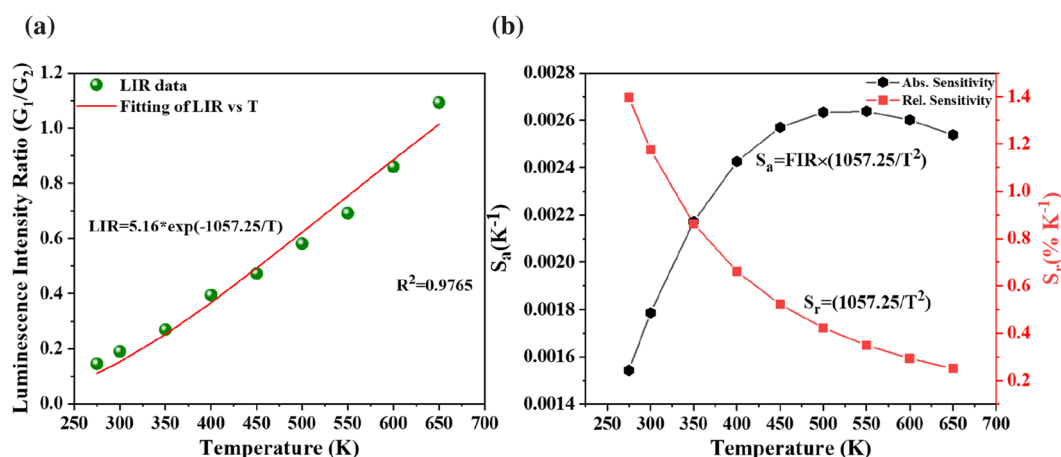 (a)
(b)
1.2
1.0
0.8
0.6
0.4
0.2
0.0
Luminescence Intensity Ratio (G₁/G₂)
LIR data
Fitting of LIR vs T
LIR=5.16*exp(-1057.25/T)
R²=0.9765
250 300 350 400 450 500 550 600 650 700
Temperature (K)
0.0028
0.0026
0.0024
0.0022
0.0020
0.0018
0.0016
0.0014
Sₐ(K⁻¹)
Abs. Sensitivity
Rel. Sensitivity
Sₐ=FIR×(1057.25/T²)
Sᵣ=(1057.25/T²)
250 300 350 400 450 500 550 600 650 700
Temperature (K)
1.4
1.2
1.0
0.8
0.6
0.4
0.2
Sᵣ(% K⁻¹)